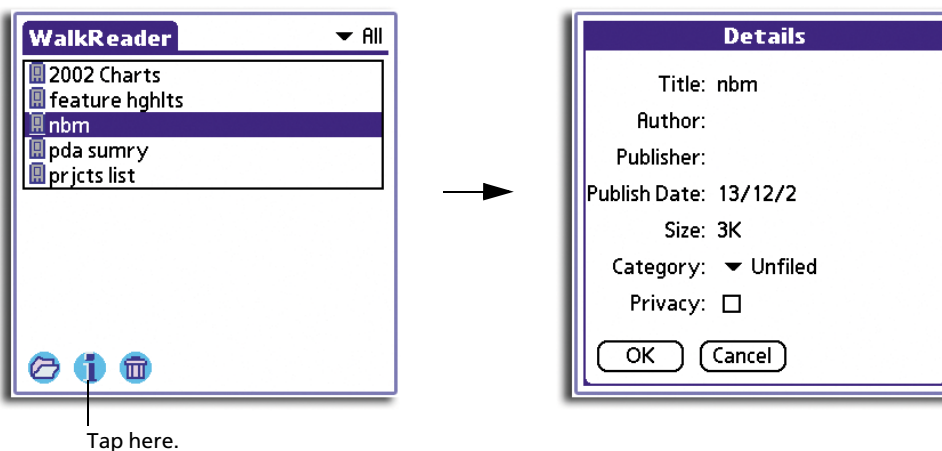 WalkReader
All
2002 Charts
feature hghlts
nbm
pda sumry
prjcts list
Tap here.
Details
Title: nbm
Author:
Publisher:
Publish Date: 13/12/2
Size: 3K
Category: Unfiled
Privacy:
OK Cancel